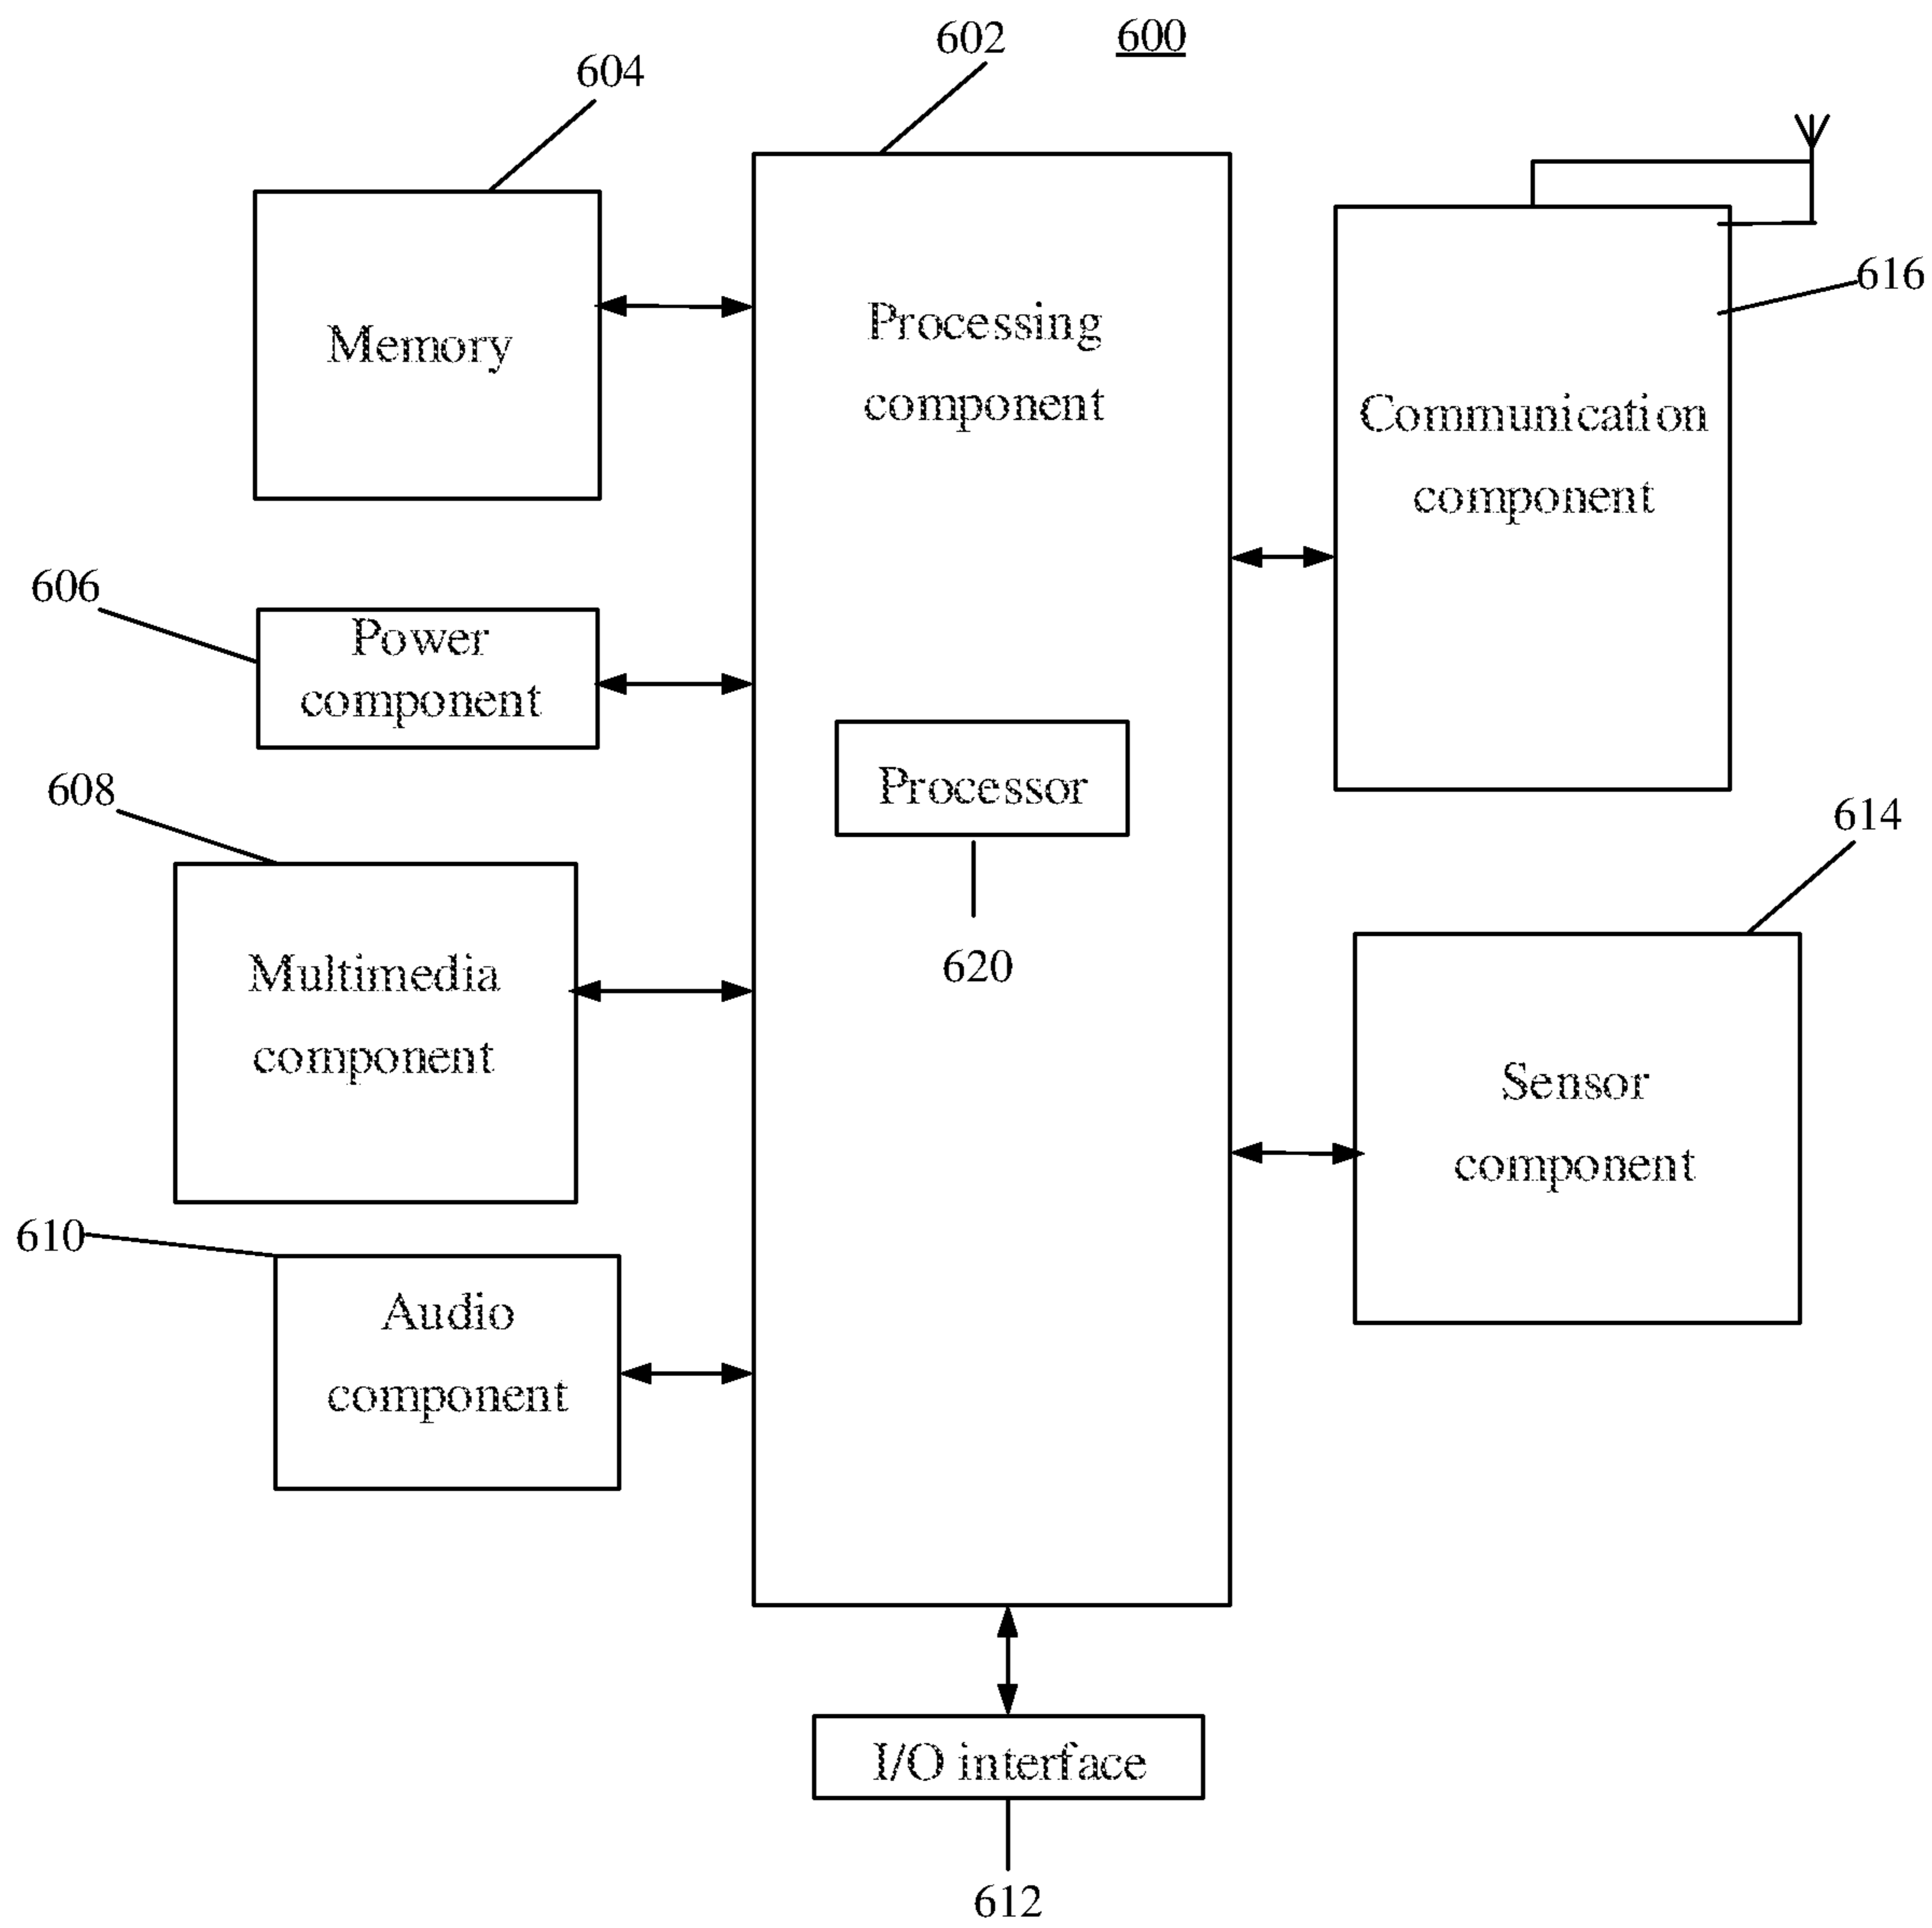 600
602
604
Memory
Processing
component
616
Communication
component
606
Power
component
Processor
620
608
Multimedia
component
614
Sensor
component
610
Audio
component
I/O interface
612